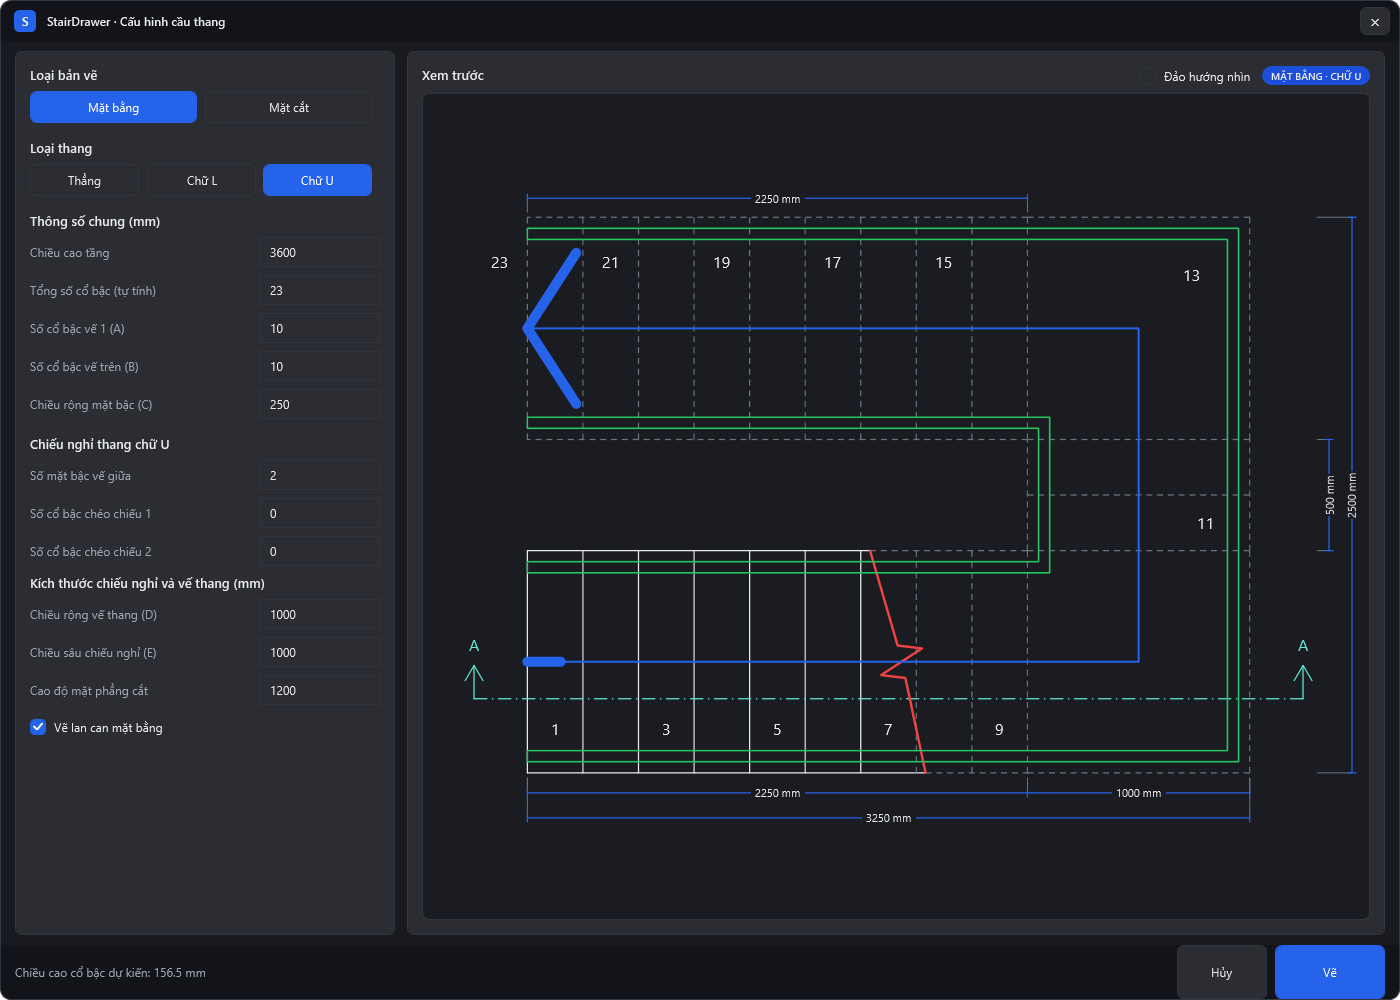 S StairDrawer · Cấu hình cầu thang
Loại bản vẽ
Mặt bằng Mặt cắt
Loại thang
Thẳng Chữ L Chữ U
Thông số chung (mm)
Chiều cao tầng 3600
Tổng số cổ bậc (tự tính) 23
Số cổ bậc vế 1 (A) 10
Số cổ bậc vế trên (B) 10
Chiều rộng mặt bậc (C) 250
Chiếu nghỉ thang chữ U
Số mặt bậc vế giữa 2
Số cổ bậc chéo chiếu 1 0
Số cổ bậc chéo chiếu 2 0
Kích thước chiếu nghỉ và vế thang (mm)
Chiều rộng vế thang (D) 1000
Chiều sâu chiếu nghỉ (E) 1000
Cao độ mặt phẳng cắt 1200
Vẽ lan can mặt bằng
Xem trước
Đảo hướng nhìn MẶT BẰNG · CHỮ U
2250 mm
23 21 19 17 15 13
500 mm
2500 mm
11
A A
1 3 5 7 9
2250 mm 1000 mm
3250 mm
Chiều cao cổ bậc dự kiến: 156.5 mm
Hủy Vẽ